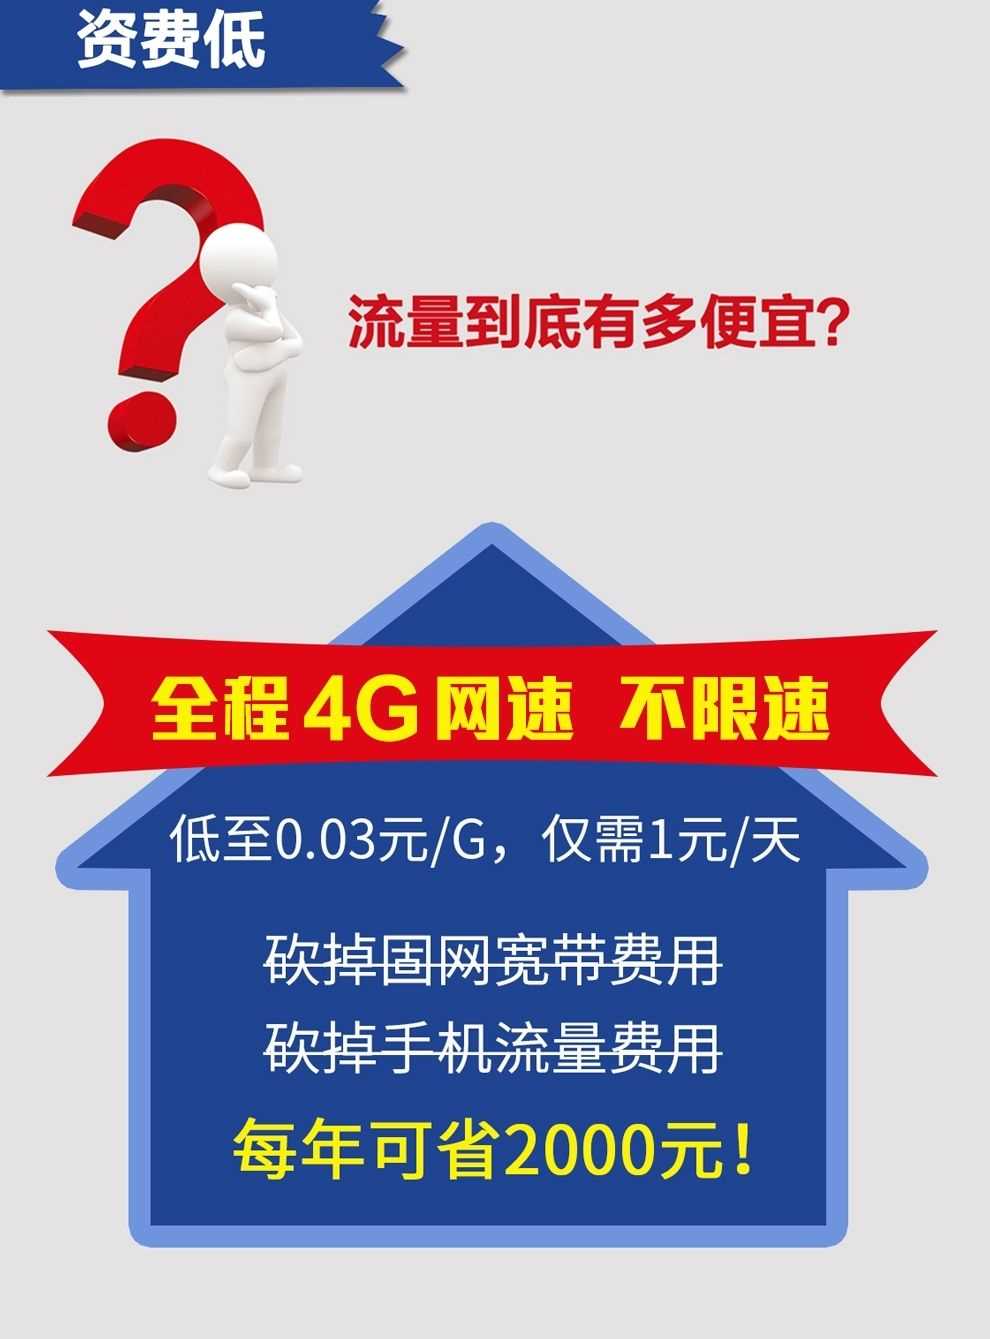 资费低
流量到底有多便宜?
全程4G网速 不限速
低至0.03元/G，仅需1元/天
砍掉固网宽带费用
砍掉手机流量费用
每年可省2000元！